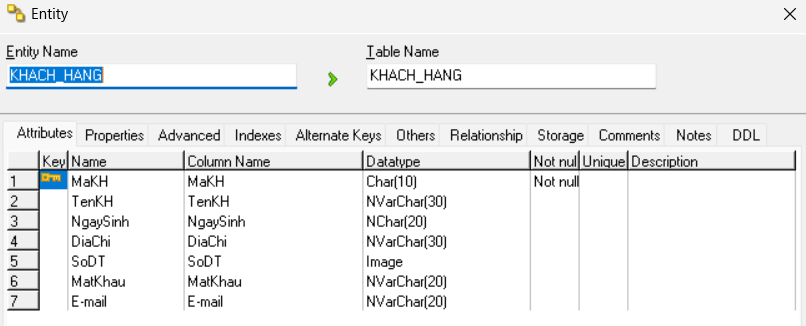 Entity
Entity Name
Table Name
KHACH_HANG
KHACH_HANG
Attributes Properties Advanced Indexes Alternate Keys Others Relationship Storage Comments Notes DDL
Key Name Column Name Datatype Not nul Unique Description
1 MaKH MaKH Char(10) Not null
2 TenKH TenKH NVarChar(30)
3 NgaySinh NgaySinh NChar(20)
4 DiaChi DiaChi NVarChar(30)
5 SoDT SoDT Image
6 MatKhau MatKhau NVarChar(20)
7 E-mail E-mail NVarChar(20)